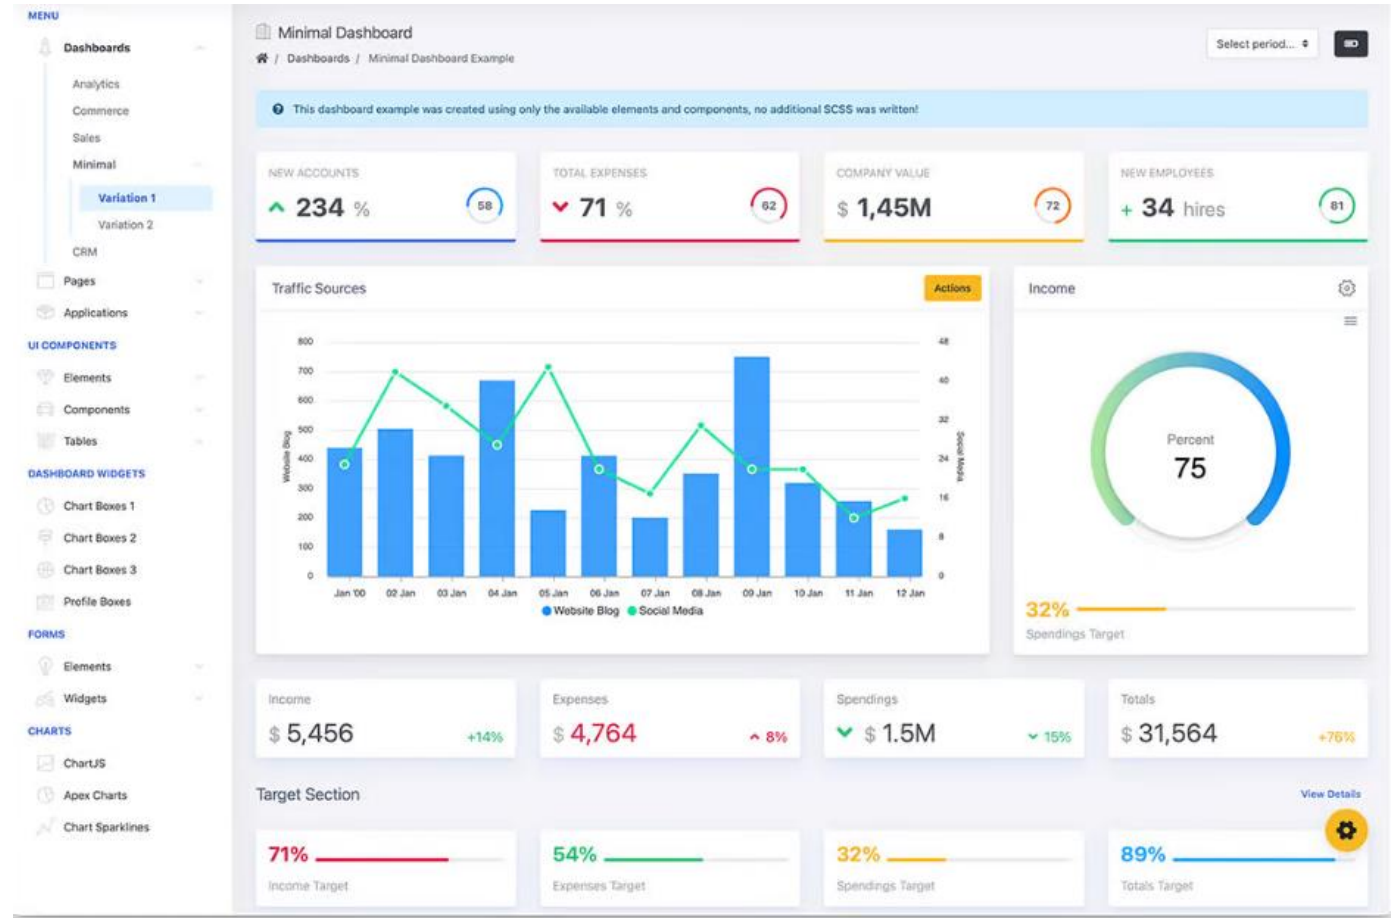 MENU
Dashboards
Analytics
Commerce
Sales
Minimal
Variation 1
Variation 2
CRM
Pages
Applications
UI COMPONENTS
Elements
Components
Tables
DASHBOARD WIDGETS
Chart Boxes 1
Chart Boxes 2
Chart Boxes 3
Profile Boxes
FORMS
Elements
Widgets
CHARTS
ChartJS
Apex Charts
Chart Sparklines
Minimal Dashboard
/ Dashboards / Minimal Dashboard Example
Select period...
This dashboard example was created using only the available elements and components, no additional SCSS was written!
NEW ACCOUNTS
234 %
58
TOTAL EXPENSES
71 %
62
COMPANY VALUE
$ 1,45M
72
NEW EMPLOYEES
+ 34 hires
81
Traffic Sources
Actions
800
700
600
500
400
300
200
100
0
Website Blog
48
40
32
24
16
8
0
Social Media
Jan '00 02 Jan 03 Jan 04 Jan 05 Jan 06 Jan 07 Jan 08 Jan 09 Jan 10 Jan 11 Jan 12 Jan
Website Blog Social Media
Income
Percent
75
32%
Spendings Target
Income
$ 5,456
+14%
Expenses
$ 4,764
8%
Spendings
$ 1.5M
15%
Totals
$ 31,564
+76%
Target Section
View Details
71%
Income Target
54%
Expenses Target
32%
Spendings Target
89%
Totals Target